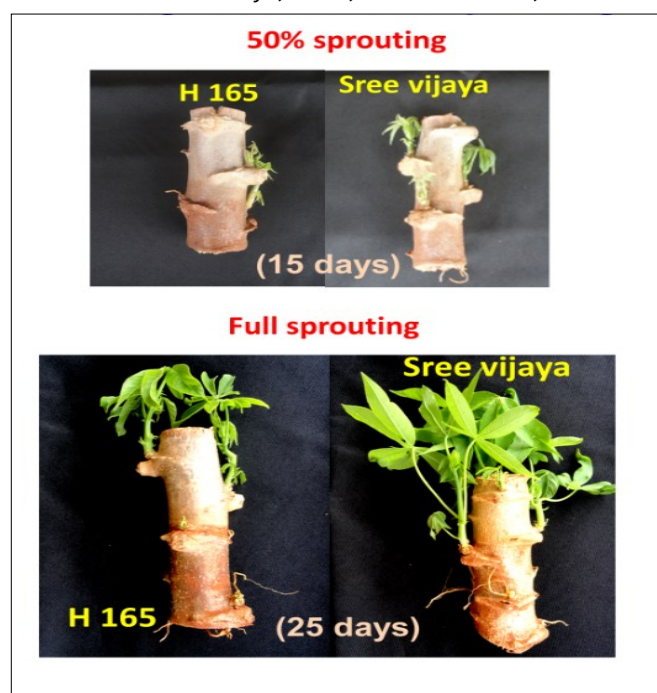 50% sprouting
H 165
Sree vijaya
(15 days)
Full sprouting
Sree vijaya
H 165
(25 days)